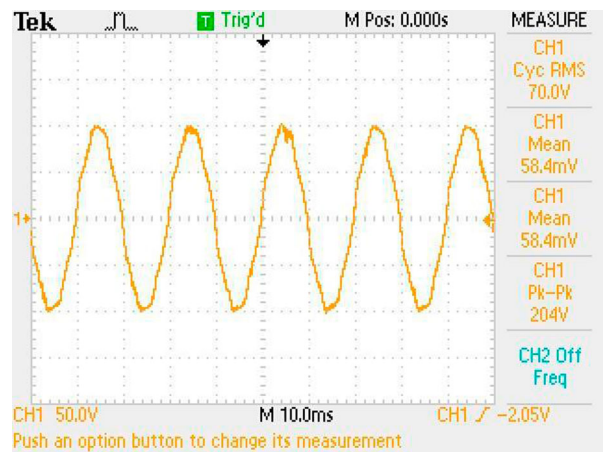 Tek
T Trig'd
M Pos: 0.000s
MEASURE
CH1
Cyc RMS
70.0V
CH1
Mean
58.4mV
CH1
Mean
58.4mV
CH1
Pk-Pk
204V
CH2 Off
Freq
1
CH1 50.0V
M 10.0ms
CH1 -2.05V
Push an option button to change its measurement